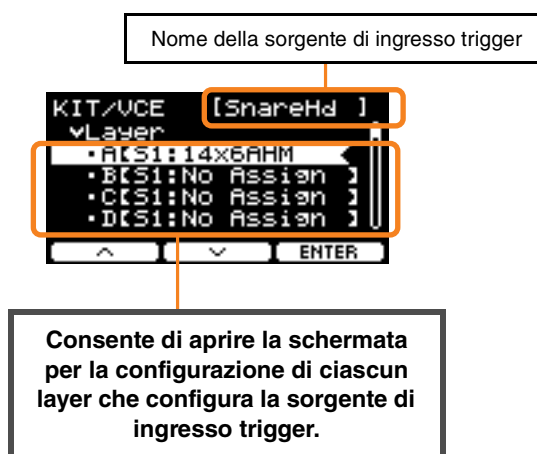 Nome della sorgente di ingresso trigger
KIT/VCE [SnareHd ]
Layer
・A[S1:14x6AHM
・B[S1:No Assign ]
・C[S1:No Assign ]
・D[S1:No Assign ]
ENTER
Consente di aprire la schermata
per la configurazione di ciascun
layer che configura la sorgente di
ingresso trigger.